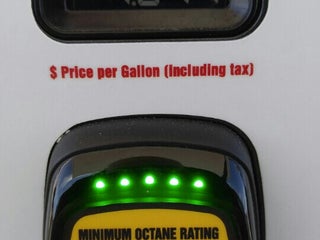 $ Price per Gallon (including tax)
MINIMUM OCTANE RATING